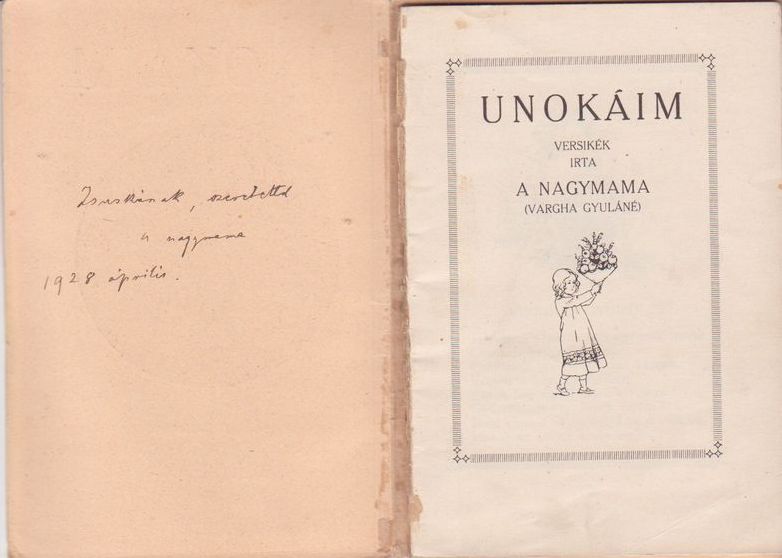 Zsuskának, szeretettel
a nagymama
1928 április.
UNOKÁIM
VERSIKÉK
IRTA
A NAGYMAMA
(VARGHA GYULÁNÉ)